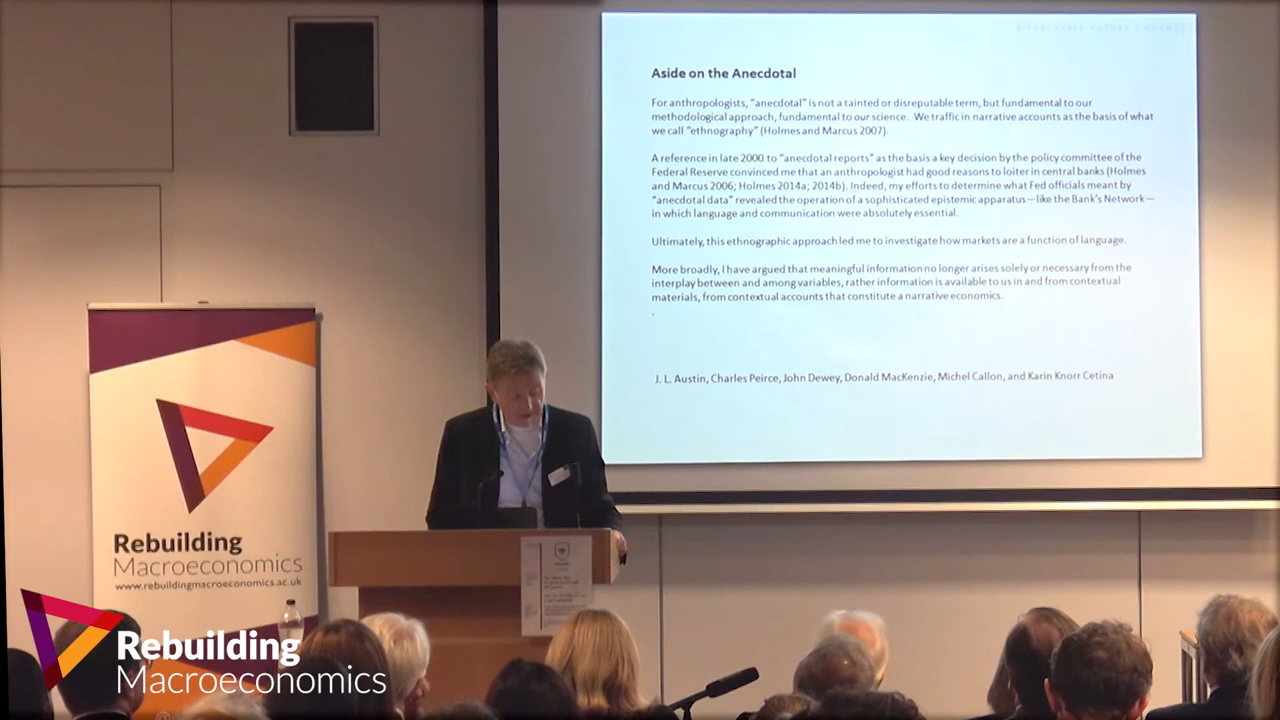 Aside on the Anecdotal
For anthropologists, "anecdotal" is not a tainted or disreputable term, but fundamental to our
methodological approach, fundamental to our science. We traffic in narrative accounts as the basis of what
we call "ethnography" (Holmes and Marcus 2007).
A reference in late 2000 to "anecdotal reports" as the basis a key decision by the policy committee of the
Federal Reserve convinced me that an anthropologist had good reasons to loiter in central banks (Holmes
and Marcus 2006; Holmes 2014a; 2014b). Indeed, my efforts to determine what Fed officials meant by
"anecdotal data" revealed the operation of a sophisticated epistemic apparatus—like the Bank's Network—
in which language and communication were absolutely essential.
Ultimately, this ethnographic approach led me to investigate how markets are a function of language.
More broadly, I have argued that meaningful information no longer arises solely or necessary from the
interplay between and among variables, rather information is available to us in and from contextual
materials, from contextual accounts that constitute a narrative economics.
.
J. L. Austin, Charles Peirce, John Dewey, Donald MacKenzie, Michel Callon, and Karin Knorr Cetina
Rebuilding
Macroeconomics
www.rebuildingmacroeconomics.ac.uk
Rebuilding
Macroeconomics